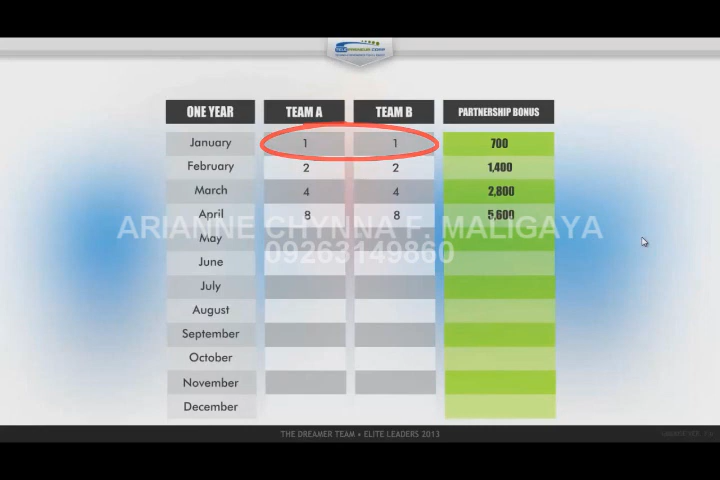 ONE YEAR TEAM A TEAM B PARTNERSHIP BONUS
January 1 1 700
February 2 2 1,400
March 4 4 2,800
April 8 8 5,600
ARIANNE CHYNNA F. MALIGAYA
May
09263149860
June
July
August
September
October
November
December
THE DREAMER TEAM • ELITE LEADERS 2013